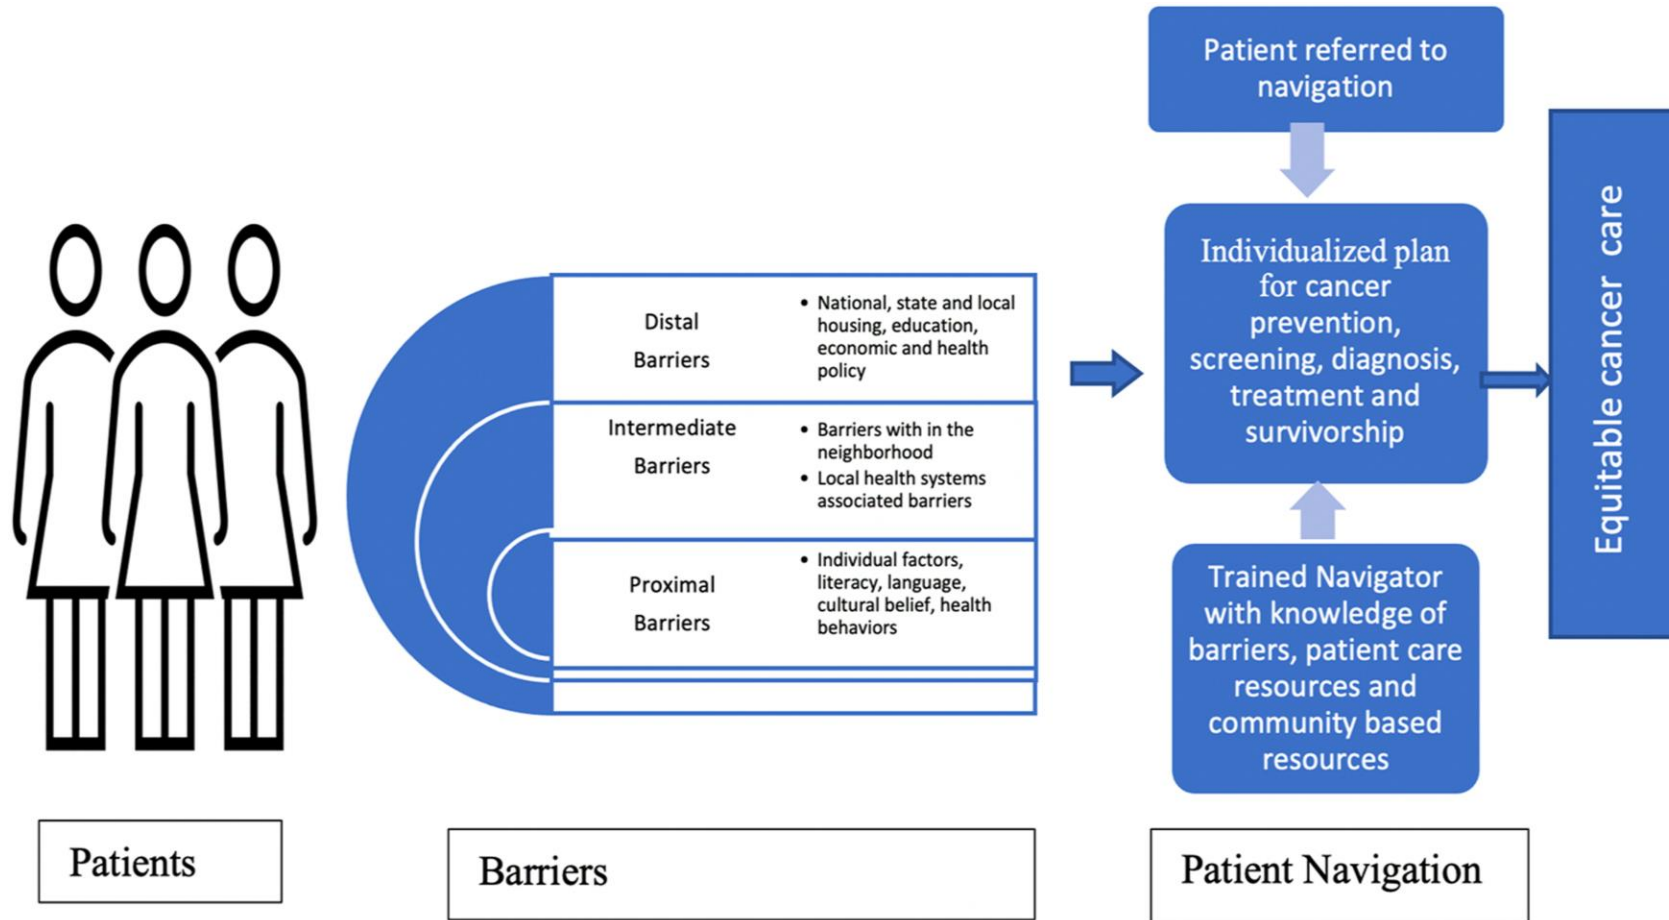 Distal
Barriers
• National, state and local
housing, education,
economic and health
policy
Intermediate
Barriers
• Barriers with in the
neighborhood
• Local health systems
associated barriers
Proximal
Barriers
• Individual factors,
literacy, language,
cultural belief, health
behaviors
Patient referred to
navigation
Individualized plan
for cancer
prevention,
screening, diagnosis,
treatment and
survivorship
Trained Navigator
with knowledge of
barriers, patient care
resources and
community based
resources
Equitable cancer care
Patients
Barriers
Patient Navigation